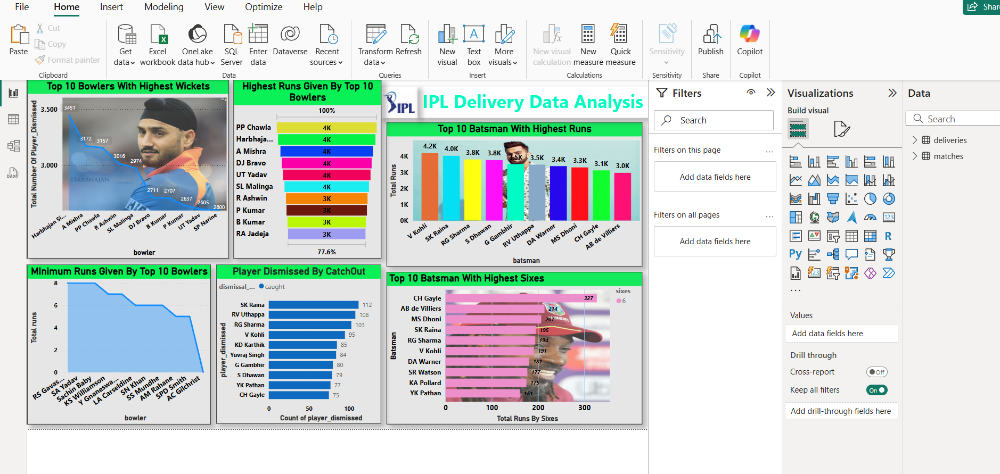 File Home Insert Modeling View Optimize Help
Share
Paste
Cut
Copy
Format painter
Clipboard
Get data
Excel workbook
OneLake data hub
SQL Server
Enter data
Dataverse
Recent sources
Data
Transform data
Refresh
Queries
New visual
A
Text box
More visuals
Insert
New visual calculation
New measure
Quick measure
Calculations
Sensitivity
Sensitivity
Publish
Share
Copilot
Copilot
DAX
Top 10 Bowlers With Highest Wickets
Total Number Of Player_Dismissed
3,500
3,000
3451
3172
3157
3016
2974
2711
2707
2637
2605
2600
HARBHAJAN
Harbhajan Si...
A Mishra
PP Chawla
R Ashwin
SL Malinga
DJ Bravo
B Kumar
P Kumar
UT Yadav
SP Narine
bowler
Highest Runs Given By Top 10
Bowlers
100%
PP Chawla 4K
Harbhaja... 4K
A Mishra 4K
DJ Bravo 4K
UT Yadav 4K
SL Malinga 4K
R Ashwin 3K
P Kumar 3K
B Kumar 3K
RA Jadeja 3K
77.6%
IPL
IPL Delivery Data Analysis
Top 10 Batsman With Highest Runs
Total Runs
4K
3K
2K
1K
0K
4.2K
4.0K
3.8K
3.8K
3.5K
3.5K
3.4K
3.3K
3.1K
3.0K
V Kohli
SK Raina
RG Sharma
S Dhawan
G Gambhir
RV Uthappa
DA Warner
MS Dhoni
CH Gayle
AB de Villiers
batsman
MInimum Runs Given By Top 10 Bowlers
Total runs
8
6
4
2
0
RS Gavas...
SA Yadav
Sachin Baby
KS Williamson
Y Gnaneswa...
LA Carseldine
SN Khan
SS Mundhe
AM Rahane
SPD Smith
AC Gilchrist
bowler
Player Dismissed By CatchOut
dismissal_... caught
player_dismissed
SK Raina 112
RV Uthappa 108
RG Sharma 103
V Kohli 95
KD Karthik 85
Yuvraj Singh 84
G Gambhir 80
S Dhawan 79
YK Pathan 77
CH Gayle 75
0 50 100
Count of player_dismissed
Top 10 Batsman With Highest Sixes
sixes
6
Batsman
CH Gayle 327
AB de Villiers 214
MS Dhoni 207
SK Raina 195
RG Sharma 194
V Kohli 191
DA Warner 181
SR Watson 177
KA Pollard 175
YK Pathan 161
0 100 200 300
Total Runs By Sixes
Filters
Search
Filters on this page ...
Add data fields here
Filters on all pages ...
Add data fields here
Visualizations
Build visual
123
R
Py
123
...
Values
Add data fields here
Drill through
Cross-report Off
Keep all filters On
Add drill-through fields here
Data
Search
deliveries
matches